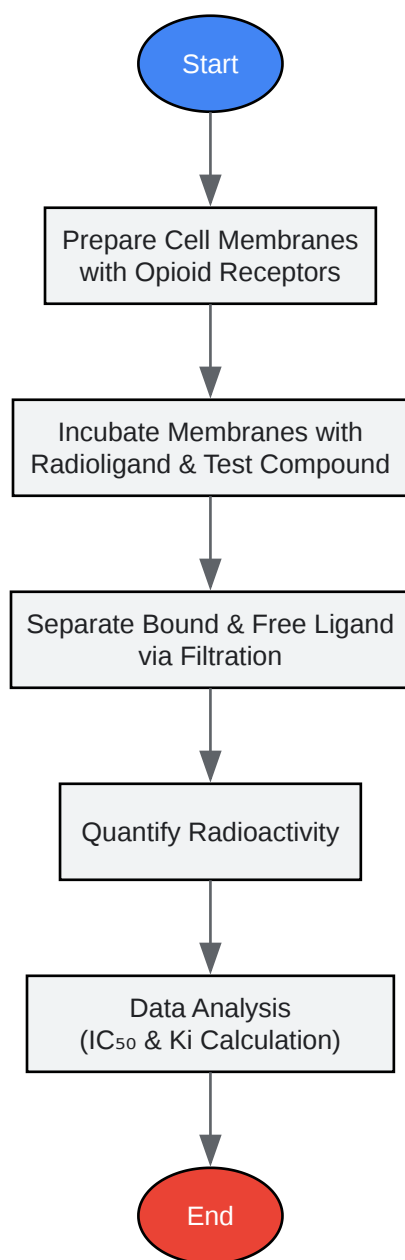 Start
Prepare Cell Membranes
with Opioid Receptors
Incubate Membranes with
Radioligand & Test Compound
Separate Bound & Free Ligand
via Filtration
Quantify Radioactivity
Data Analysis
(IC₅₀ & Ki Calculation)
End